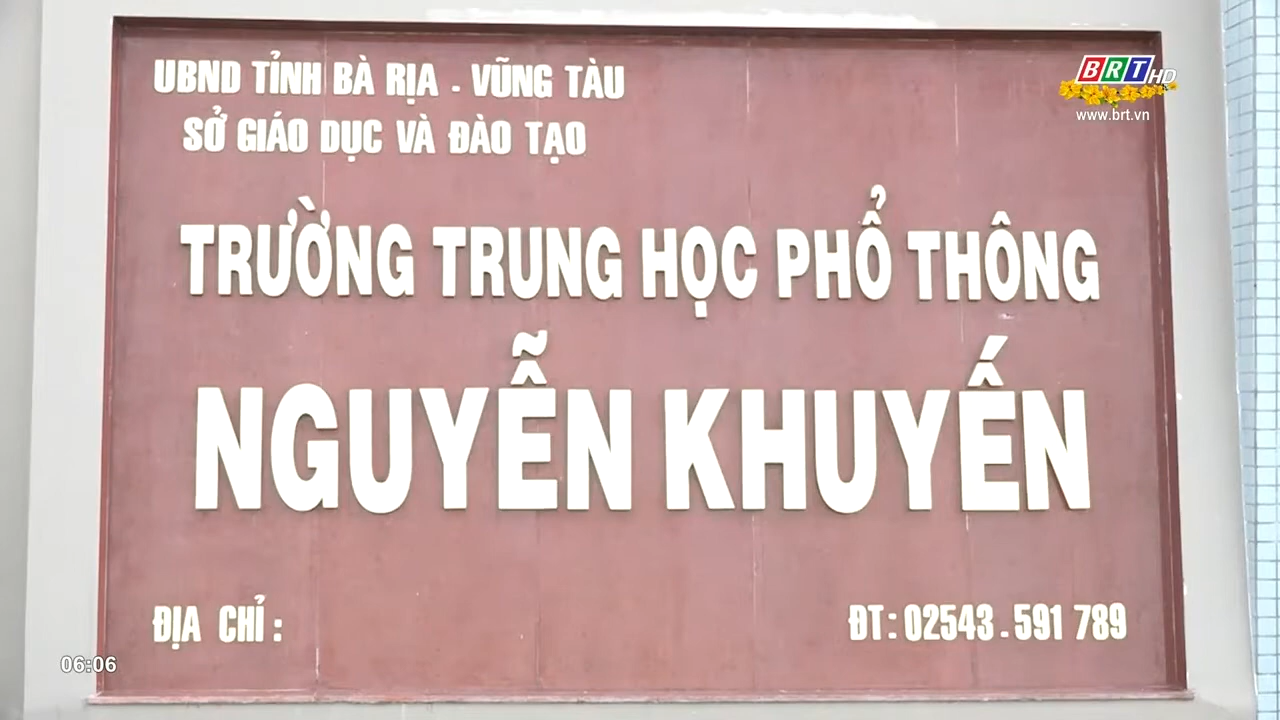 UBND TỈNH BÀ RỊA - VŨNG TÀU
SỞ GIÁO DỤC VÀ ĐÀO TẠO
TRƯỜNG TRUNG HỌC PHỔ THÔNG
NGUYỄN KHUYẾN
ĐỊA CHỈ :
ĐT: 02543.591 789
BRT HD
www.brt.vn
06:06